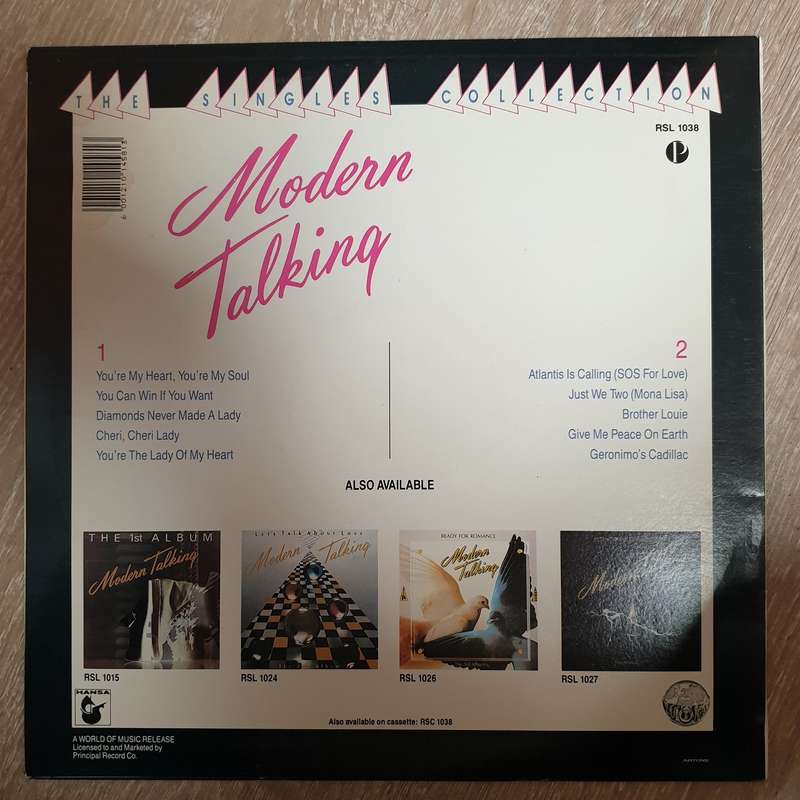 THE SINGLES COLLECTION
RSL 1038
P
6 001210 145813
Modern
Talking
1
You're My Heart, You're My Soul
You Can Win If You Want
Diamonds Never Made A Lady
Cheri, Cheri Lady
You're The Lady Of My Heart
2
Atlantis Is Calling (SOS For Love)
Just We Two (Mona Lisa)
Brother Louie
Give Me Peace On Earth
Geronimo's Cadillac
ALSO AVAILABLE
THE 1st ALBUM
Modern Talking
Let's Talk About Love
Modern Talking
READY FOR ROMANCE
Modern
Talking
Modern
RSL 1015
RSL 1024
RSL 1026
RSL 1027
HANSA
Also available on cassette: RSC 1038
A WORLD OF MUSIC RELEASE
Licensed to and Marketed by
Principal Record Co.